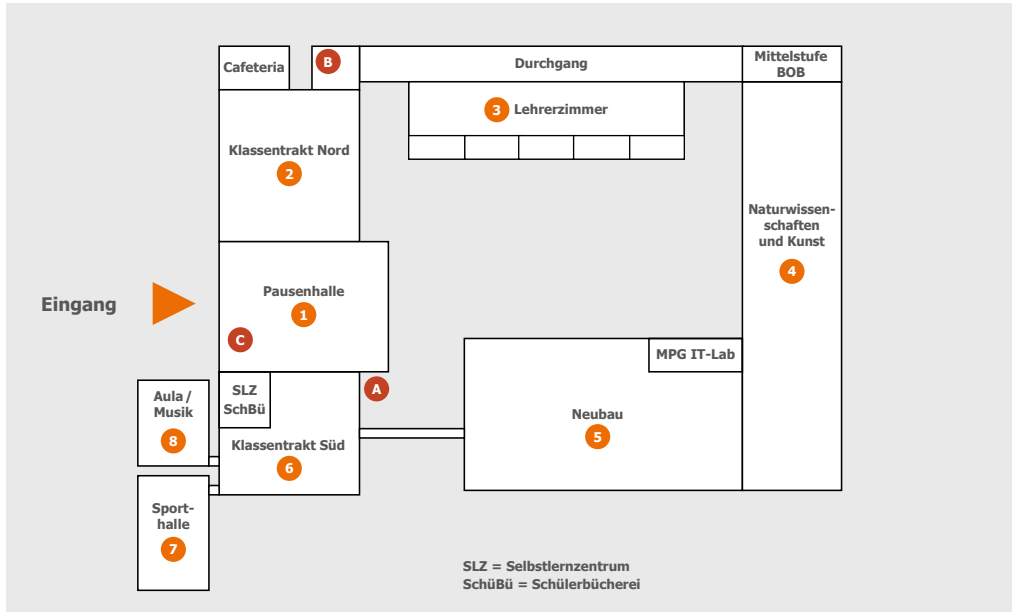 Cafeteria
B
Durchgang
Mittelstufe
BOB
3 Lehrerzimmer
Klassentrakt Nord
2
Naturwissen-
schaften
und Kunst
4
Eingang
Pausenhalle
1
C
MPG IT-Lab
A
SLZ
SchBü
Aula /
Musik
8
Neubau
5
Klassentrakt Süd
6
Sport-
halle
7
SLZ = Selbstlernzentrum
SchüBü = Schülerbücherei